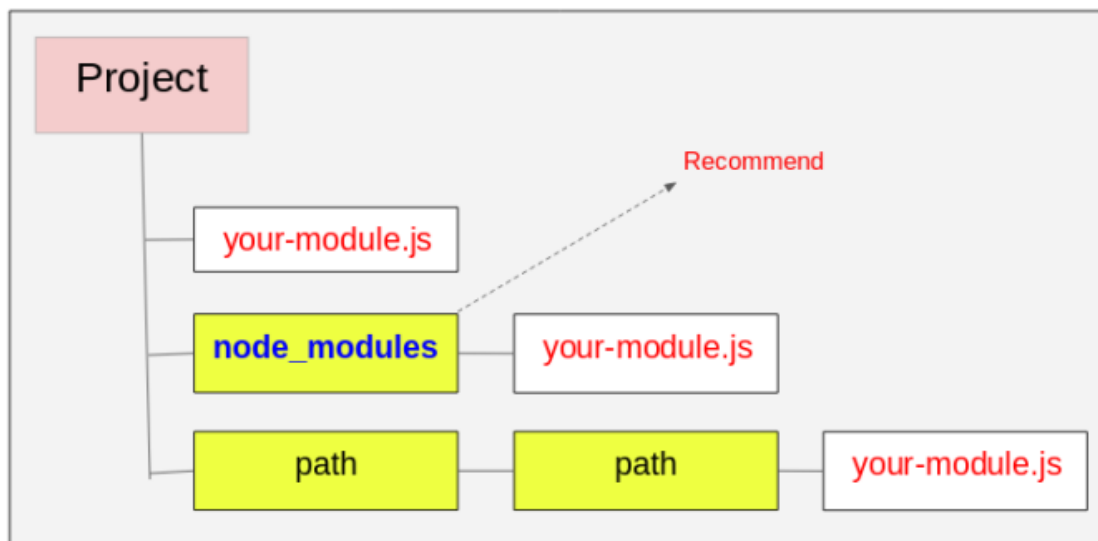 Project
Recommend
your-module.js
node_modules
your-module.js
path
path
your-module.js